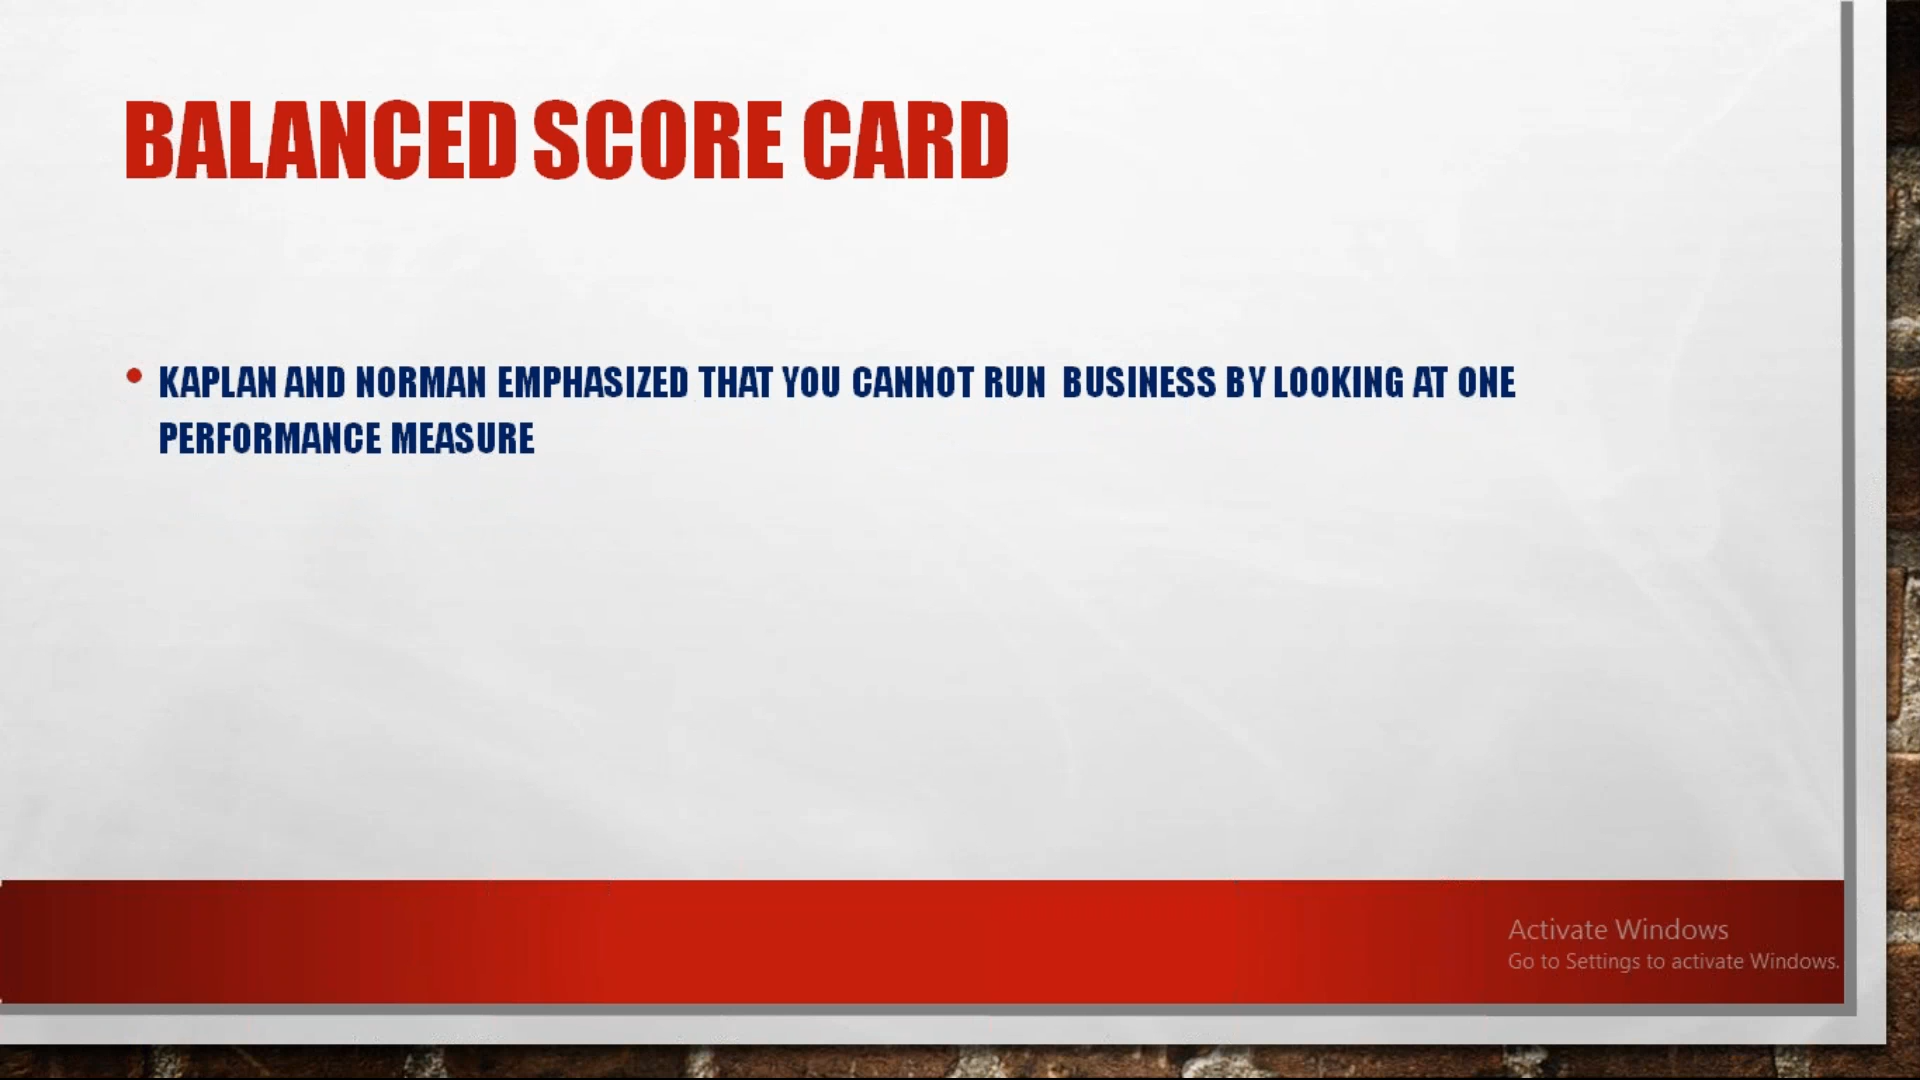 BALANCED SCORE CARD
• KAPLAN AND NORMAN EMPHASIZED THAT YOU CANNOT RUN BUSINESS BY LOOKING AT ONE
PERFORMANCE MEASURE
Activate Windows
Go to Settings to activate Windows.